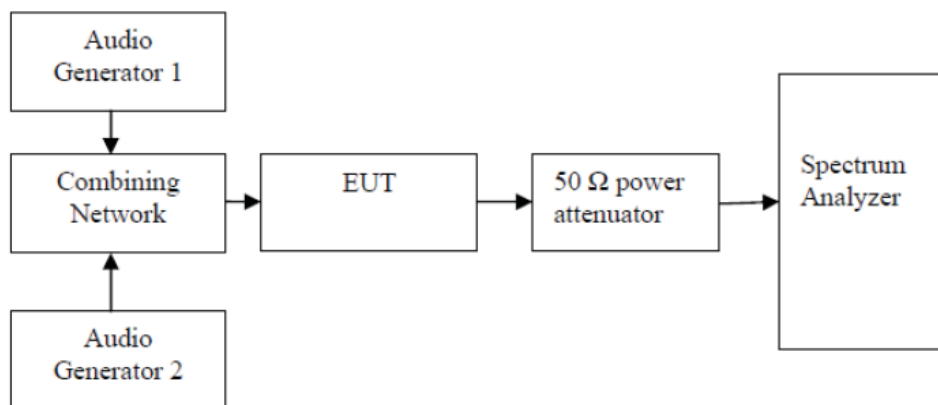 Audio
Generator 1
Combining
Network
EUT
50 Ω power
attenuator
Spectrum
Analyzer
Audio
Generator 2